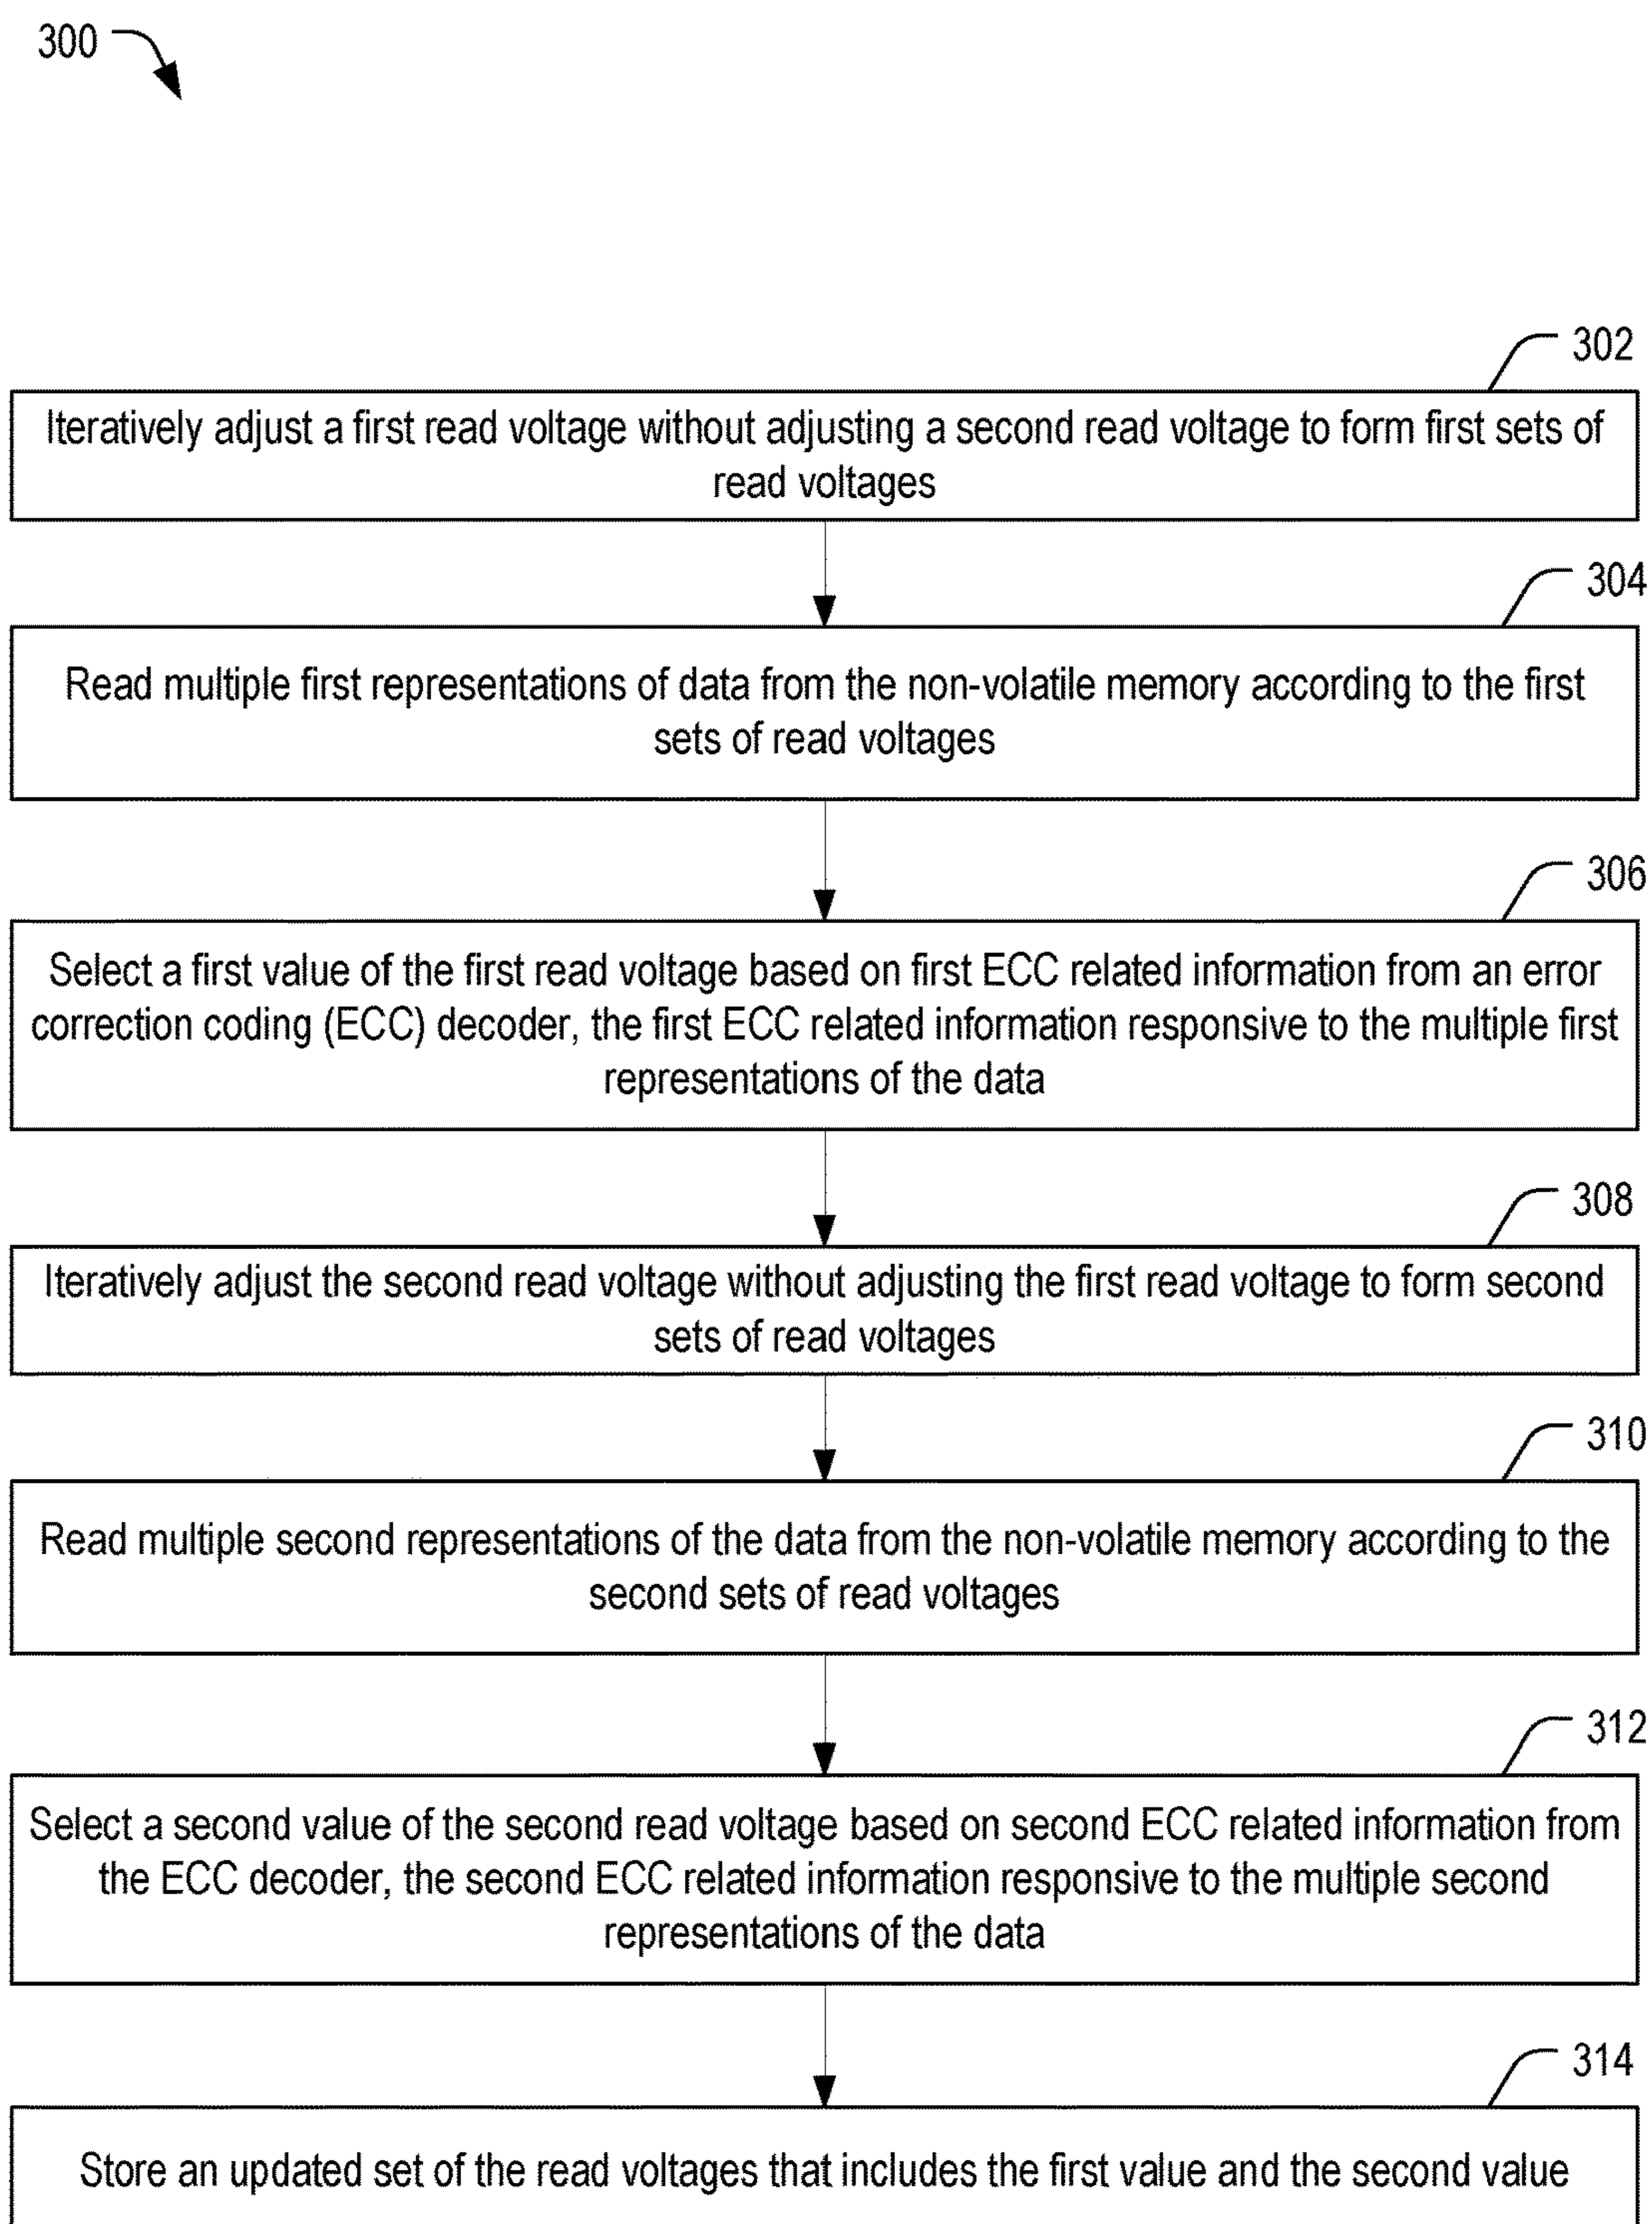 300
302
Iteratively adjust a first read voltage without adjusting a second read voltage to form first sets of
read voltages
304
Read multiple first representations of data from the non-volatile memory according to the first
sets of read voltages
306
Select a first value of the first read voltage based on first ECC related information from an error
correction coding (ECC) decoder, the first ECC related information responsive to the multiple first
representations of the data
308
Iteratively adjust the second read voltage without adjusting the first read voltage to form second
sets of read voltages
310
Read multiple second representations of the data from the non-volatile memory according to the
second sets of read voltages
312
Select a second value of the second read voltage based on second ECC related information from
the ECC decoder, the second ECC related information responsive to the multiple second
representations of the data
314
Store an updated set of the read voltages that includes the first value and the second value